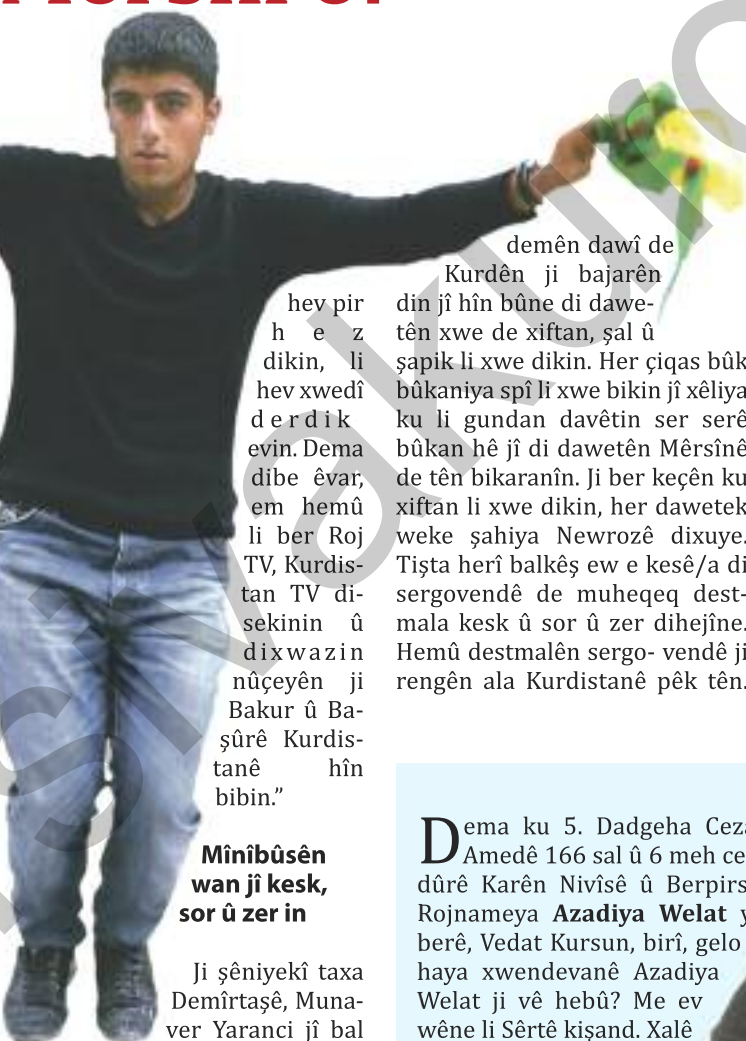 hev pir
h e z
dikin, li
hev xwedî
derdik
evin. Dema
dibe êvar,
em hemû
li ber Roj
TV, Kurdis-
tan TV di-
sekinin û
dixwazin
nûçeyên ji
Bakur û Ba-
şûrê Kurdis-
tanê hîn
bibin.”
Mînîbûsên
wan jî kesk,
sor û zer in
Ji şêniyekî taxa
Demîrtaşê, Muna-
ver Yaranci jî bal
demên dawî de
Kurdên ji bajarên
din jî hîn bûne di dawe-
tên xwe de xiftan, şal û
şapik li xwe dikin. Her çiqas bûk
bûkaniya spî li xwe bikin jî xêliya
ku li gundan davêtin ser serê
bûkan hê jî di dawetên Mêrsînê
de tên bikaranîn. Ji ber keçên ku
xiftan li xwe dikin, her dawetek
weke şahiya Newrozê dixuye.
Tişta herî balkêş ew e kesê/a di
sergovendê de muheqeq dest-
mala kesk û sor û zer dihejîne.
Hemû destmalên sergo- vendê ji
rengên ala Kurdistanê pêk tên.
Dema ku 5. Dadgeha Ceza
Amedê 166 sal û 6 meh ce
dûrê Karên Nivîsê û Berpirs
Rojnameya Azadiya Welat y
berê, Vedat Kursun, birî, gelo
haya xwendevanê Azadiya
Welat ji vê hebû? Me ev
wêne li Sêrtê kişand. Xalê